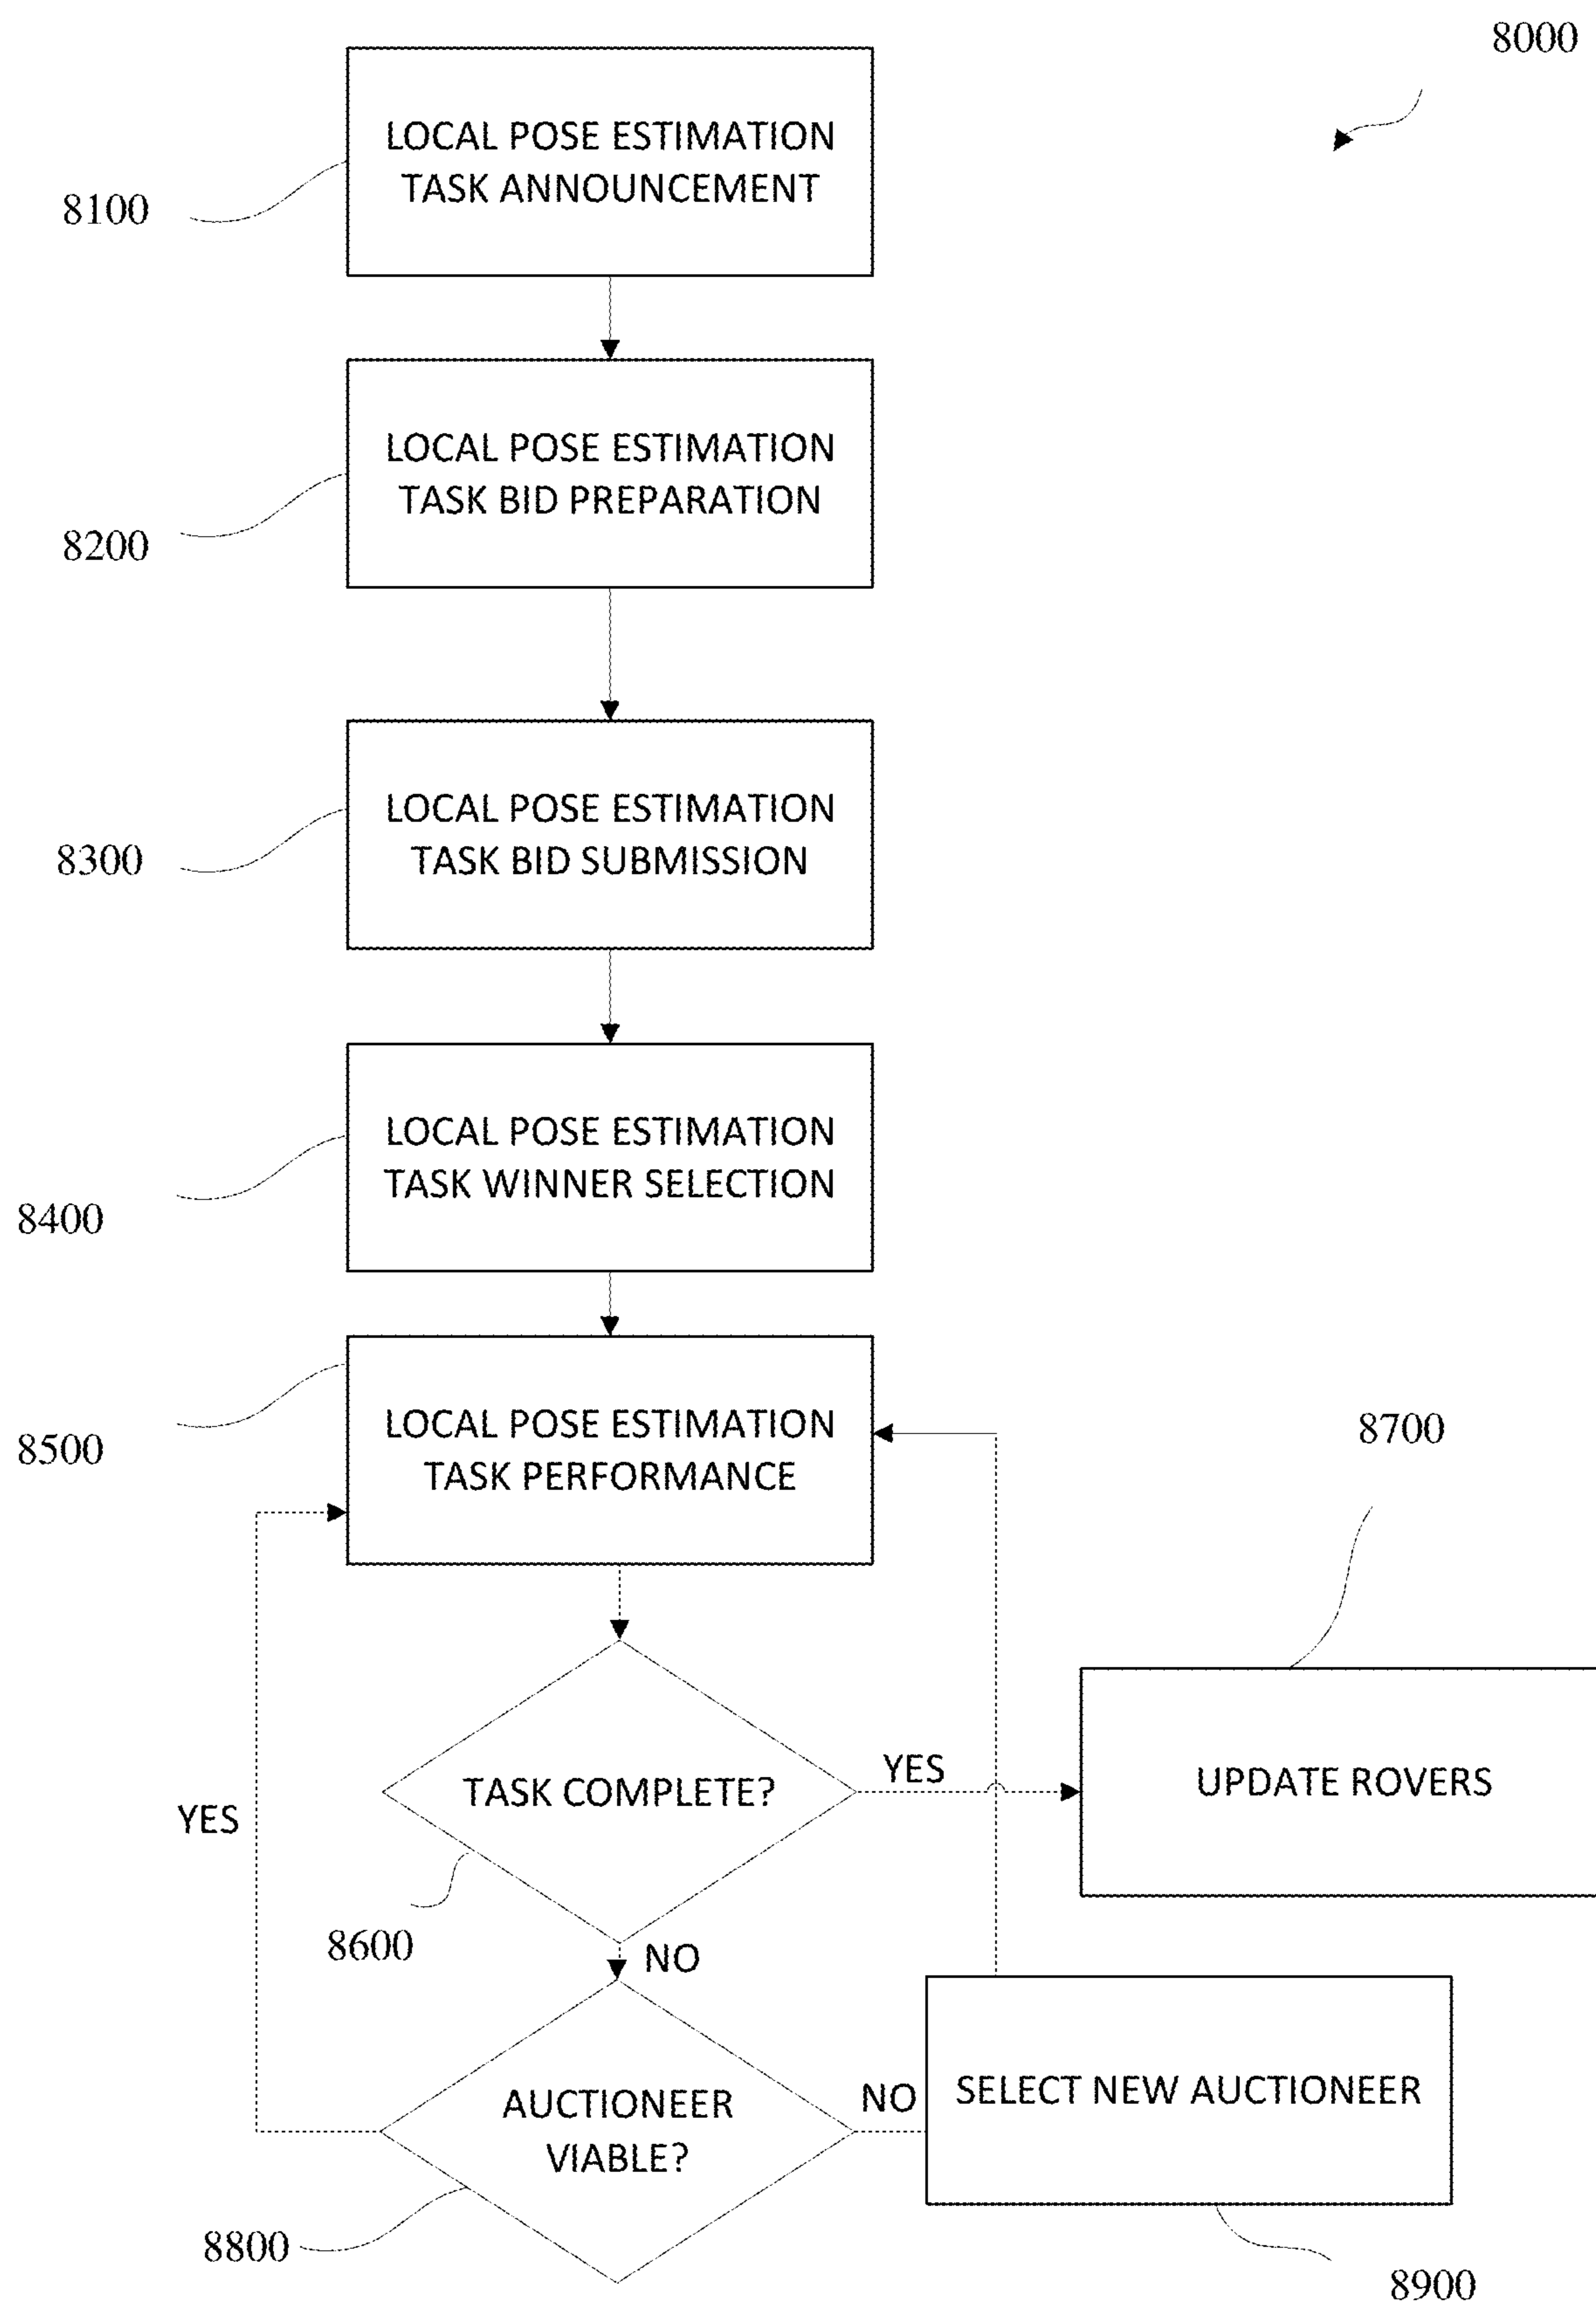 8000
LOCAL POSE ESTIMATION
TASK ANNOUNCEMENT
8100
LOCAL POSE ESTIMATION
TASK BID PREPARATION
8200
LOCAL POSE ESTIMATION
TASK BID SUBMISSION
8300
LOCAL POSE ESTIMATION
TASK WINNER SELECTION
8400
LOCAL POSE ESTIMATION
TASK PERFORMANCE
8500
8700
TASK COMPLETE?
YES
UPDATE ROVERS
YES
8600
NO
AUCTIONEER
VIABLE?
NO
SELECT NEW AUCTIONEER
8800
8900